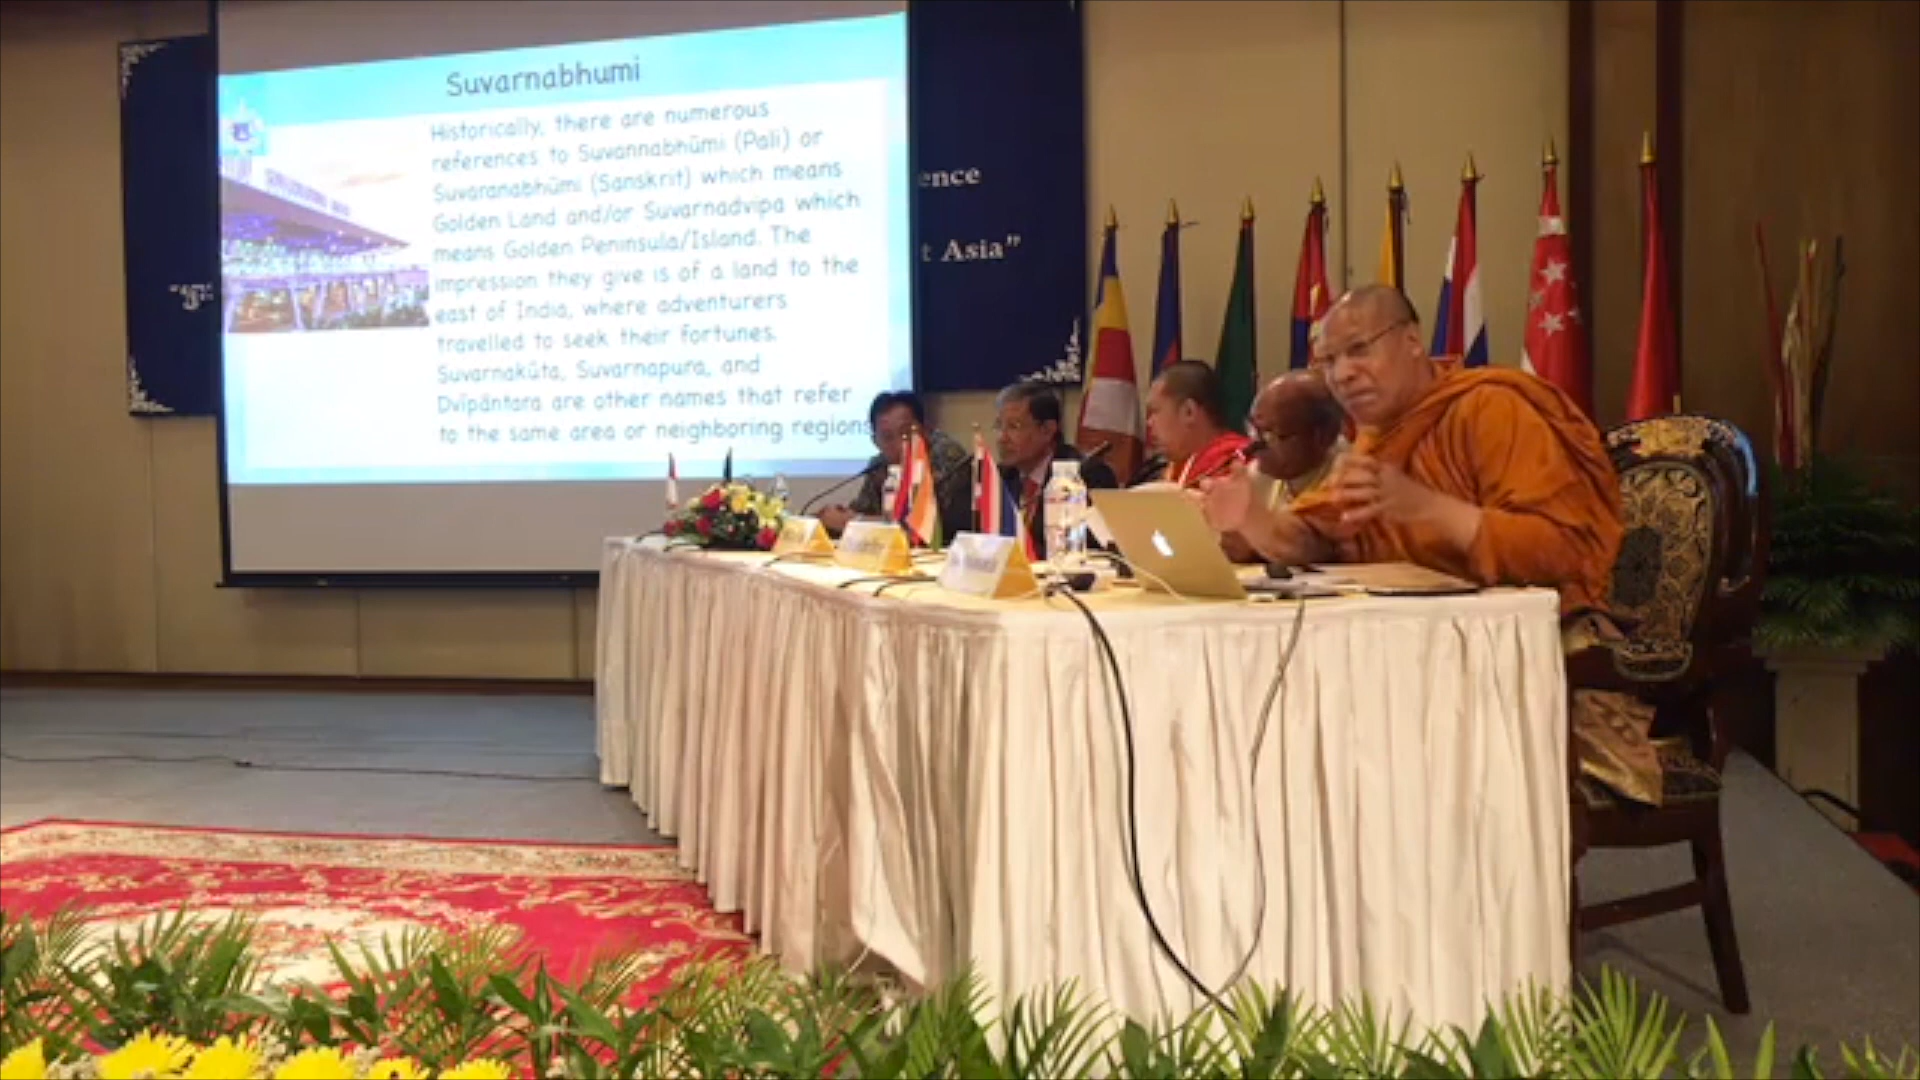 Suvarnabhumi
Historically, there are numerous
references to Suvannabhūmi (Pali) or
Suvaranabhūmi (Sanskrit) which means
Golden Land and/or Suvarnadvipa which
means Golden Peninsula/Island. The
impression they give is of a land to the
east of India, where adventurers
travelled to seek their fortunes.
Suvarnakūta, Suvarnapura, and
Dvīpāntara are other names that refer
to the same area or neighboring regions
ence
t Asia”